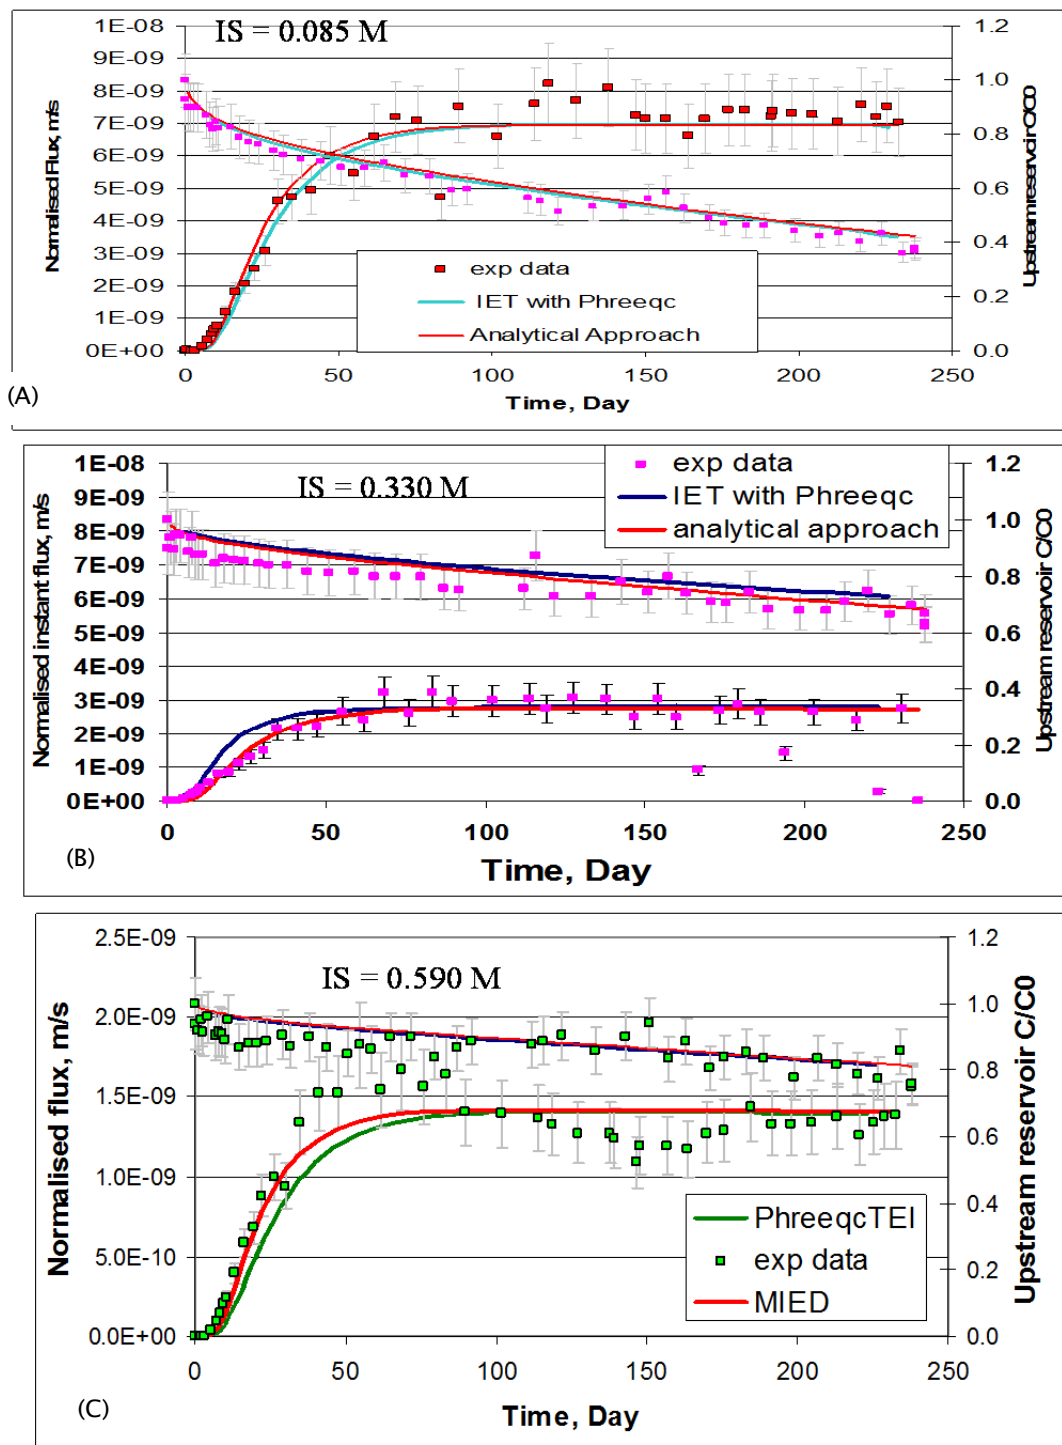 IS = 0.085 M
1E-08
9E-09
8E-09
7E-09
6E-09
5E-09
4E-09
3E-09
2E-09
1E-09
0E+00
Normalised Flux, m/s
1.2
1.0
0.8
0.6
0.4
0.2
0.0
Upstream reservoir C/C0
exp data
IET with Phreeqc
Analytical Approach
0 50 100 150 200 250
Time, Day
(A)
IS = 0.330 M
1E-08
9E-09
8E-09
7E-09
6E-09
5E-09
4E-09
3E-09
2E-09
1E-09
0E+00
Normalised instant flux, m/s
exp data
IET with Phreeqc
analytical approach
1.2
1.0
0.8
0.6
0.4
0.2
0.0
Upstream reservoir C/C0
0 50 100 150 200 250
Time, Day
(B)
IS = 0.590 M
2.5E-09
2.0E-09
1.5E-09
1.0E-09
5.0E-10
0.0E+00
Normalised flux, m/s
1.2
1.0
0.8
0.6
0.4
0.2
0.0
Upstream reservoir C/C0
PhreeqcTEI
exp data
MIED
0 50 100 150 200 250
Time, Day
(C)